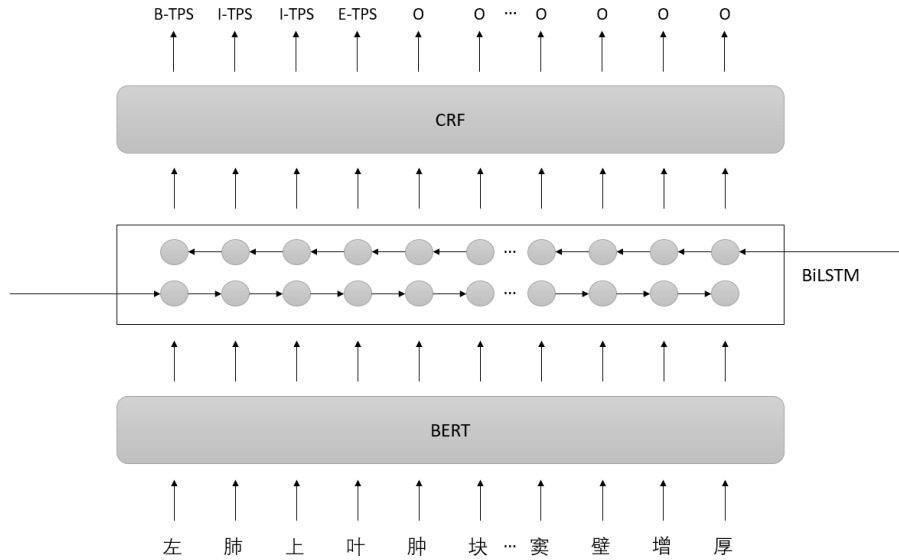 B-TPS I-TPS I-TPS E-TPS O O ··· O O O O
CRF
BiLSTM
BERT
左 肺 上 叶 肿 块 ··· 窦 壁 增 厚